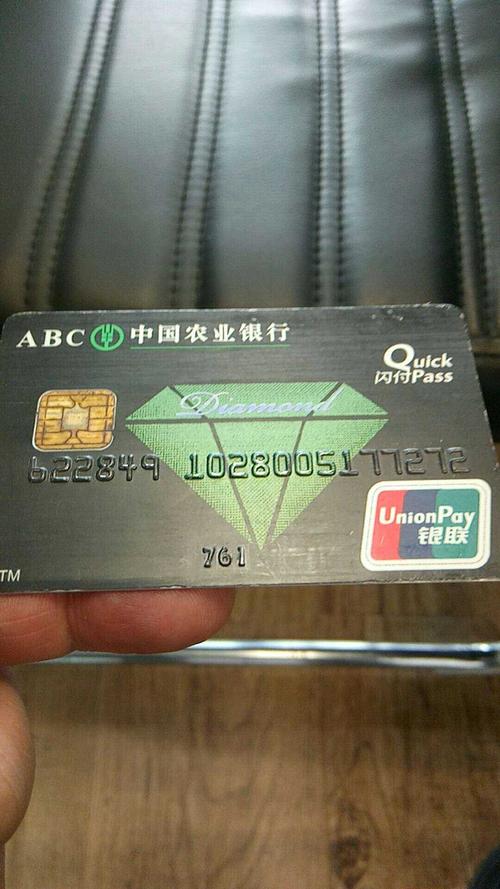 ABC 中国农业银行
Quick
闪付Pass
Diamond
622849 1028005177272
UnionPay
银联
761
TM